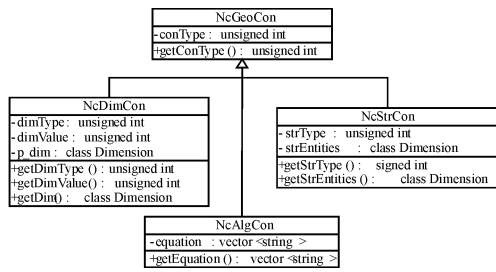 NcGeoCon
-conType : unsigned int
+getConType () : unsigned int
NcDimCon
-dimType : unsigned int
-dimValue : unsigned int
-p_dim : class Dimension
+getDimType () : unsigned int
+getDimValue() : unsigned int
+getDim() : class Dimension
NcStrCon
-strType : unsigned int
-strEntities : class Dimension
+getStrType () : signed int
+getStrEntities () : class Dimension
NcAlgCon
-equation : vector <string >
+getEquation () : vector <string >